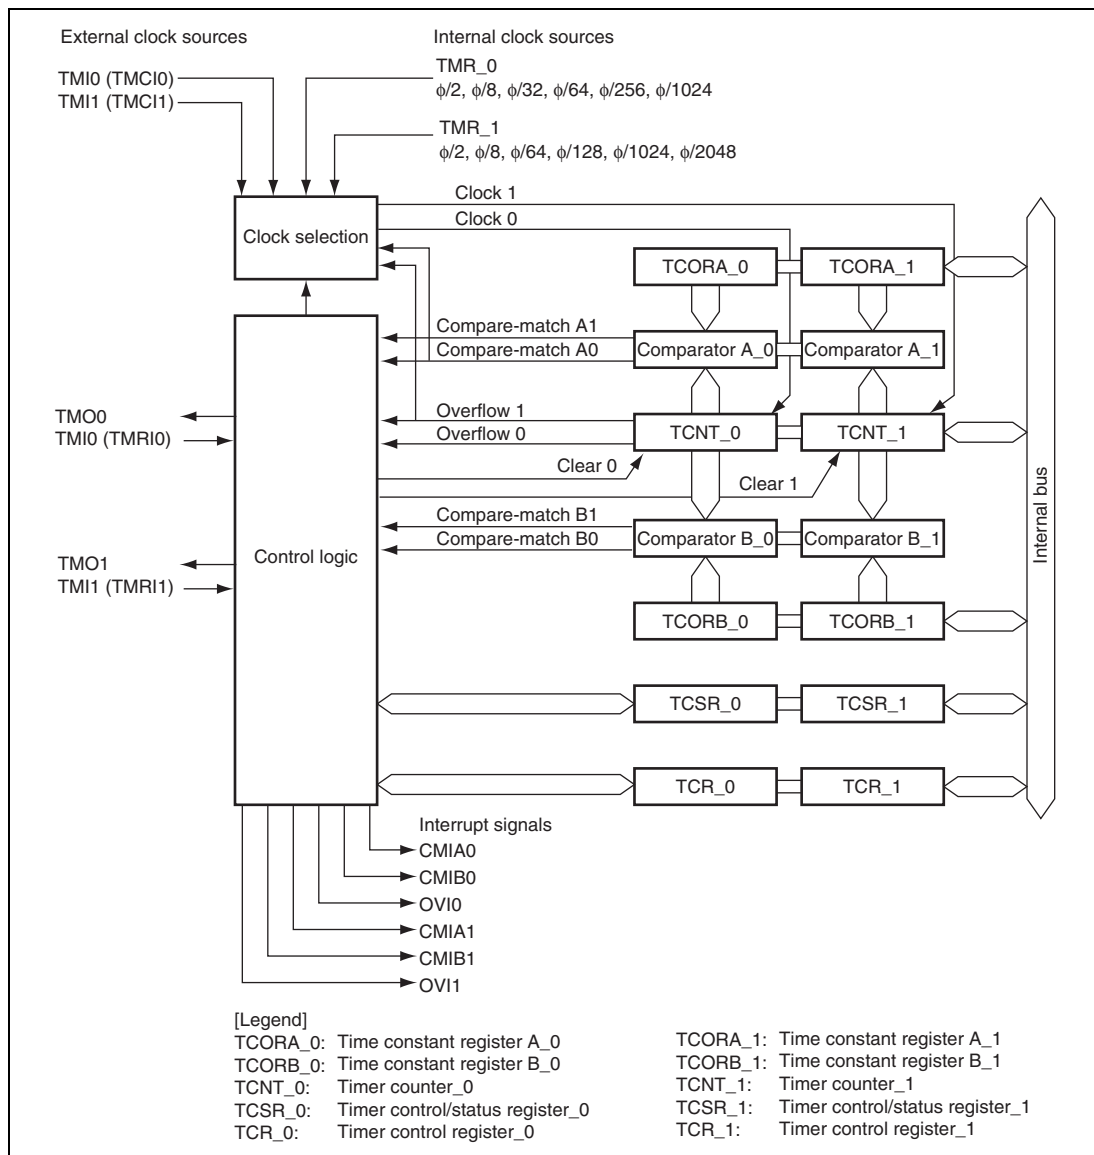 External clock sources
Internal clock sources
TMI0 (TMCI0)
TMI1 (TMCI1)
TMR_0
ϕ/2, ϕ/8, ϕ/32, ϕ/64, ϕ/256, ϕ/1024
TMR_1
ϕ/2, ϕ/8, ϕ/64, ϕ/128, ϕ/1024, ϕ/2048
Clock 1
Clock 0
Clock selection
TCORA_0
TCORA_1
Compare-match A1
Compare-match A0
Comparator A_0
Comparator A_1
TMO0
TMI0 (TMRI0)
Overflow 1
Overflow 0
TCNT_0
TCNT_1
Clear 0
Clear 1
Compare-match B1
Compare-match B0
Comparator B_0
Comparator B_1
Control logic
TMO1
TMI1 (TMRI1)
TCORB_0
TCORB_1
Internal bus
TCSR_0
TCSR_1
TCR_0
TCR_1
Interrupt signals
CMIA0
CMIB0
OVI0
CMIA1
CMIB1
OVI1
[Legend]
TCORA_0: Time constant register A_0
TCORB_0: Time constant register B_0
TCNT_0: Timer counter_0
TCSR_0: Timer control/status register_0
TCR_0: Timer control register_0
TCORA_1: Time constant register A_1
TCORB_1: Time constant register B_1
TCNT_1: Timer counter_1
TCSR_1: Timer control/status register_1
TCR_1: Timer control register_1